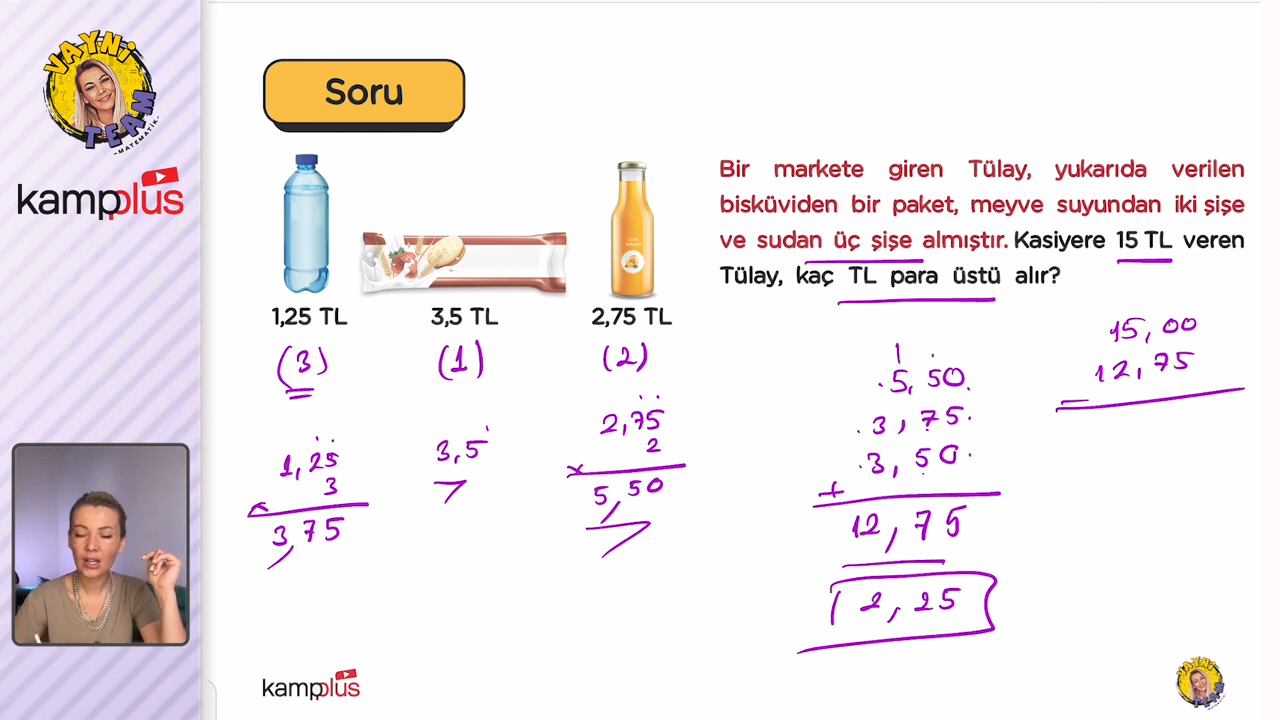 VAYNİ
TEAM
-MATEMATİK-
kampplus
Soru
Bir markete giren Tülay, yukarıda verilen
bisküviden bir paket, meyve suyundan iki şişe
ve sudan üç şişe almıştır. Kasiyere 15 TL veren
Tülay, kaç TL para üstü alır?
1,25 TL
3,5 TL
2,75 TL
(3)
(1)
(2)
1,25
3
x
3,75
3,5
2,75
2
x
5,50
1
5,50
3,75
3,50
+
12,75
2,25
15,00
12,75
kampplus
VAYNİ
TEAM